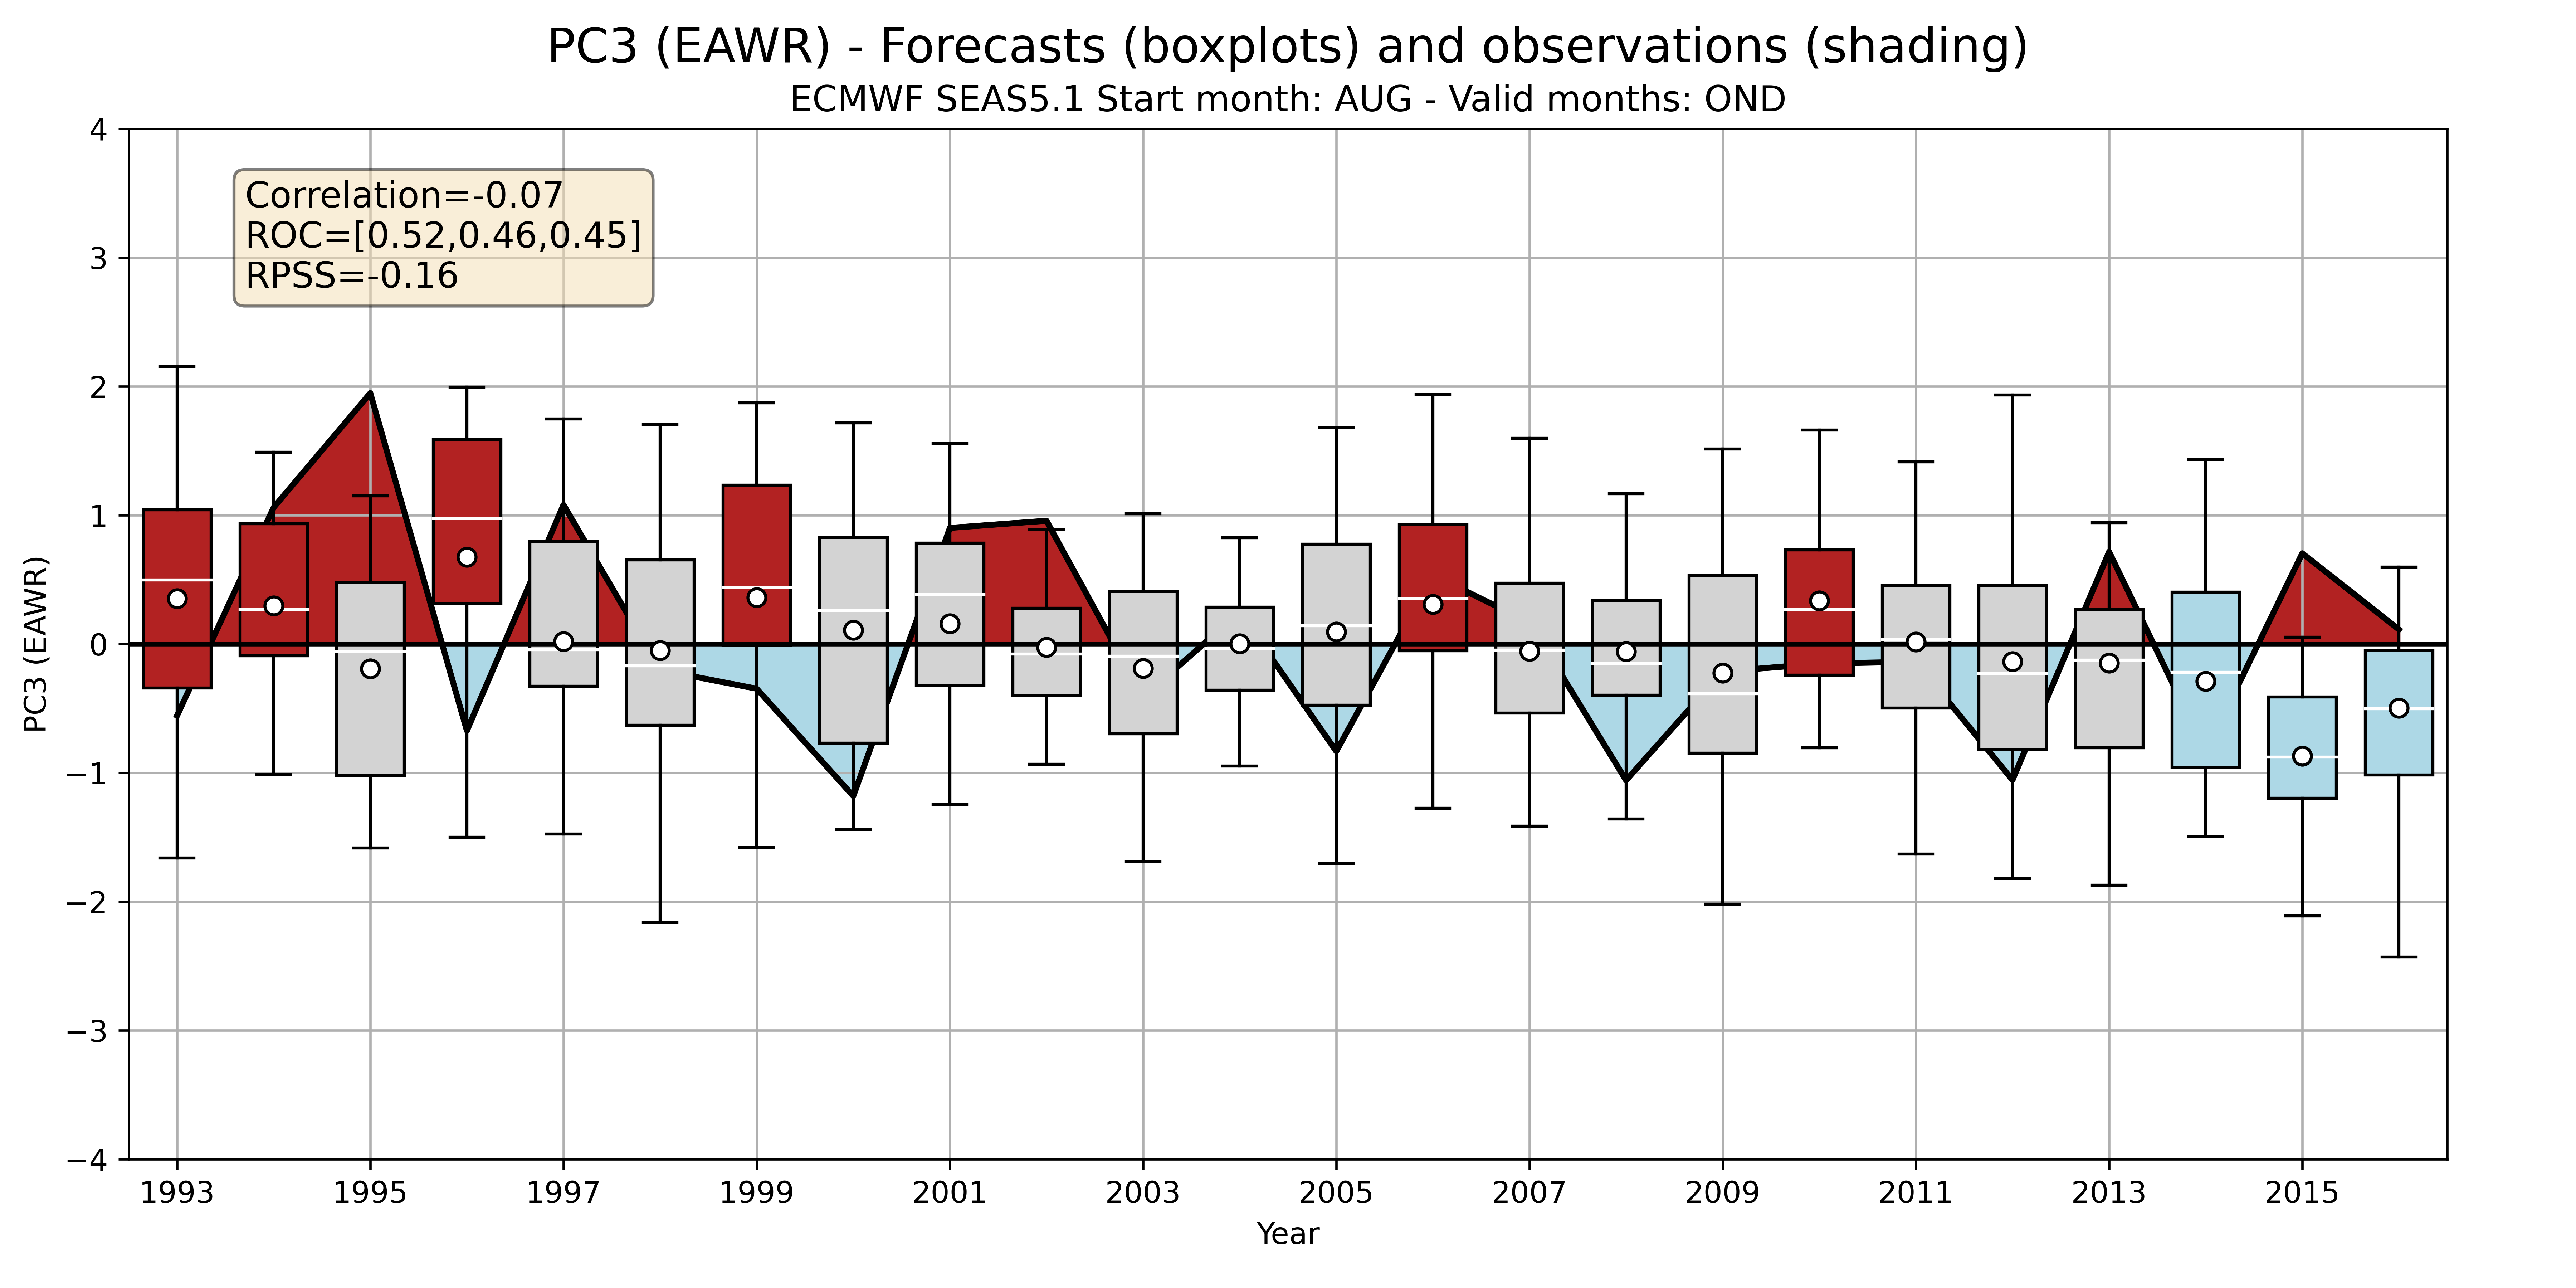 PC3 (EAWR) - Forecasts (boxplots) and observations (shading)
ECMWF SEAS5.1 Start month: AUG - Valid months: OND
Correlation=-0.07
ROC=[0.52,0.46,0.45]
RPSS=-0.16
PC3 (EAWR)
4
3
2
1
0
−1
−2
−3
−4
1993 1995 1997 1999 2001 2003 2005 2007 2009 2011 2013 2015
Year